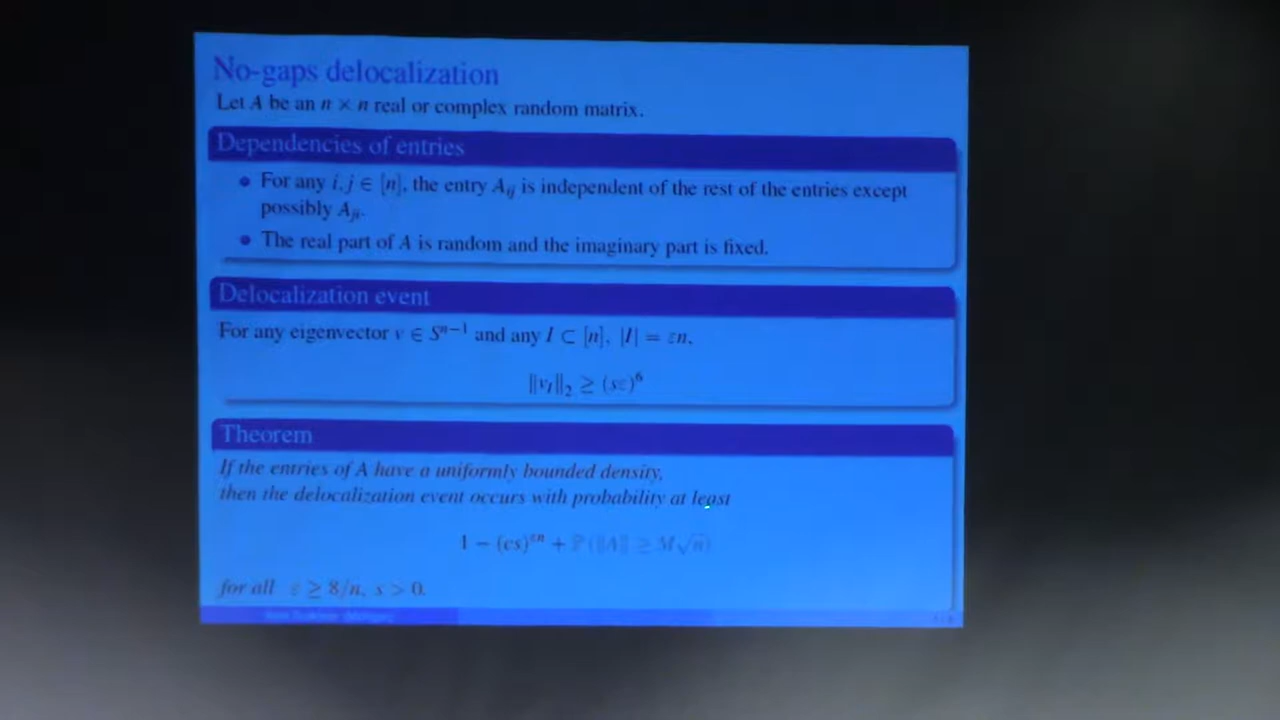 No-gaps delocalization
Let A be an n × n real or complex random matrix.
Dependencies of entries
• For any i, j ∈ [n], the entry A_ij is independent of the rest of the entries except
possibly A_ji.
• The real part of A is random and the imaginary part is fixed.
Delocalization event
For any eigenvector v ∈ S^{n−1} and any I ⊂ [n], |I| = εn,
‖v_I‖_2 ≥ (sε)^6
Theorem
If the entries of A have a uniformly bounded density,
then the delocalization event occurs with probability at least
1 − (cs)^{εn} + ℙ(‖A‖ ≥ M√n)
for all ε ≥ 8/n, s > 0.